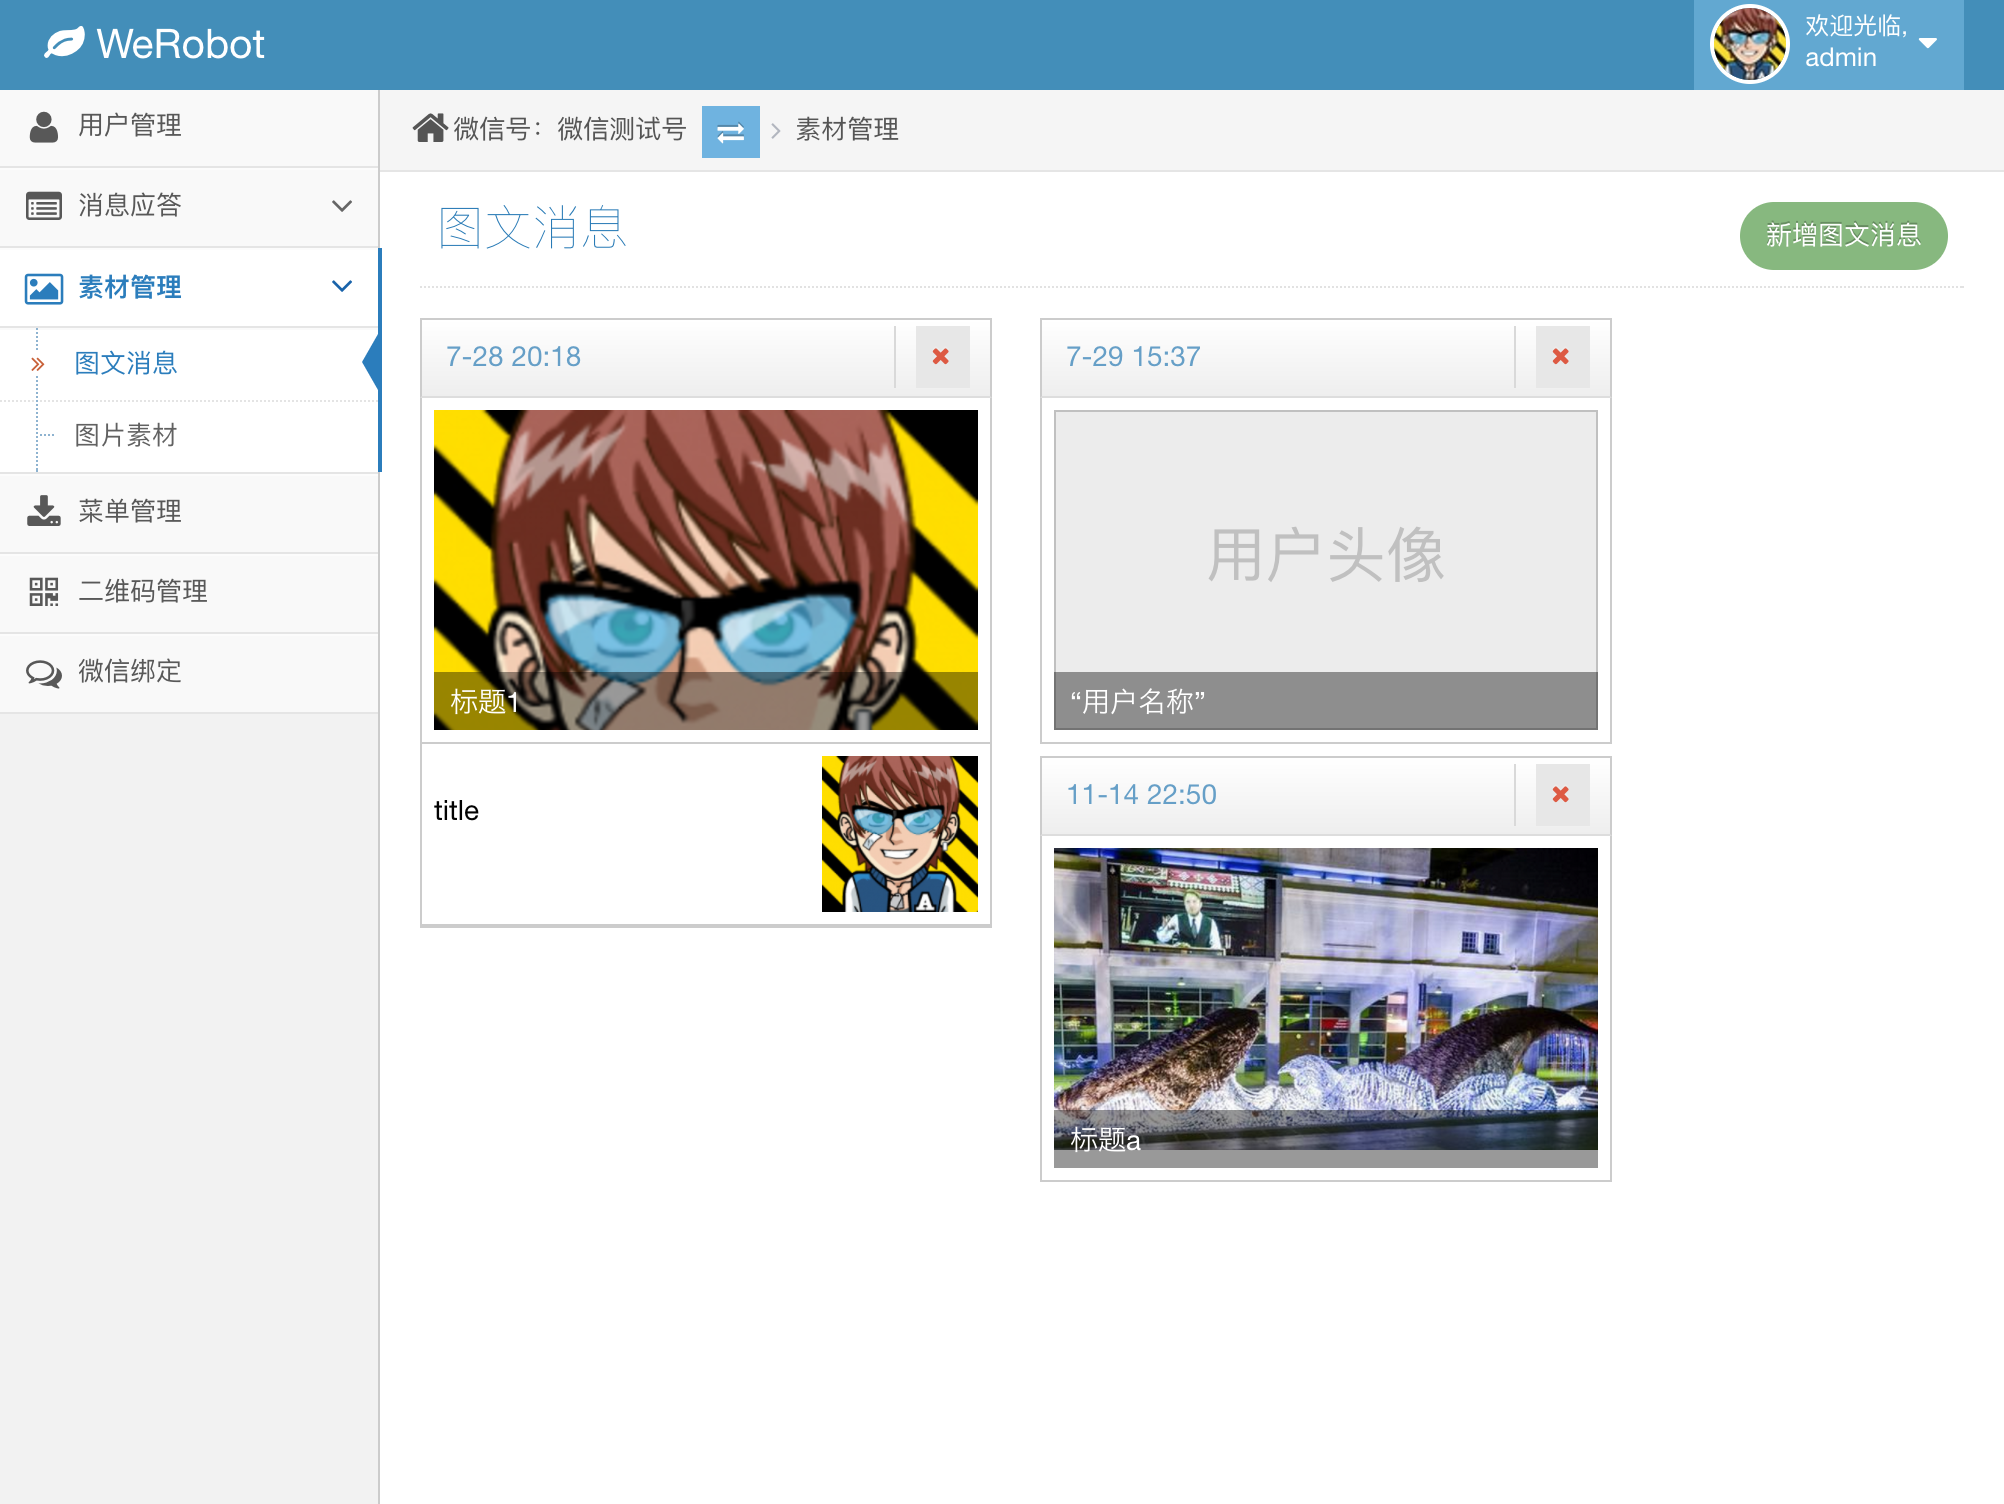 WeRobot
欢迎光临,
admin
用户管理
消息应答
素材管理
图文消息
图片素材
菜单管理
二维码管理
微信绑定
微信号：微信测试号
素材管理
图文消息
新增图文消息
7-28 20:18
标题1
title
A
7-29 15:37
用户头像
“用户名称”
11-14 22:50
标题a